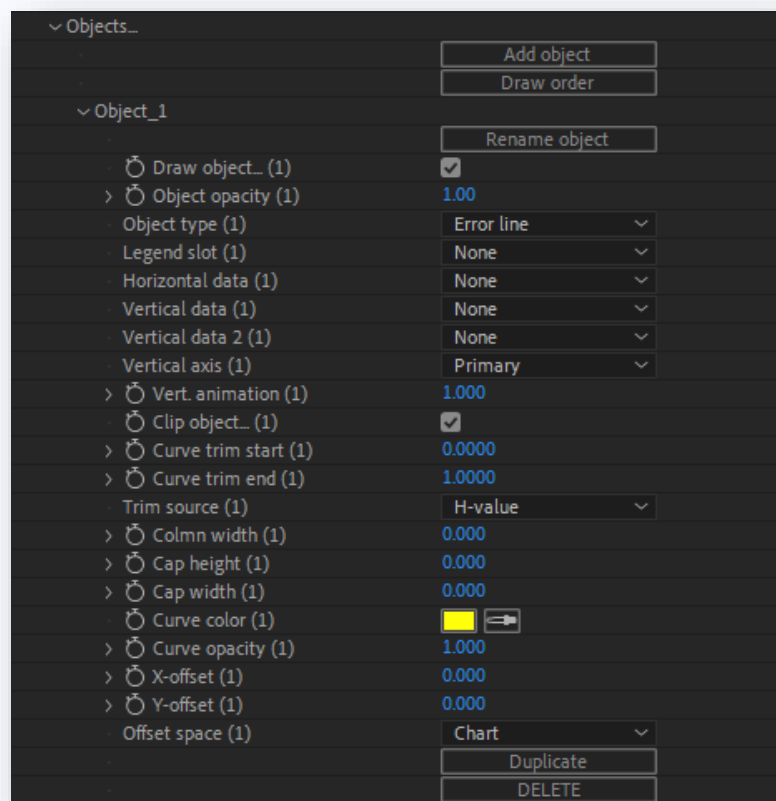 Objects...
Add object
Draw order
Object_1
Rename object
Draw object... (1)
Object opacity (1) 1.00
Object type (1) Error line
Legend slot (1) None
Horizontal data (1) None
Vertical data (1) None
Vertical data 2 (1) None
Vertical axis (1) Primary
Vert. animation (1) 1.000
Clip object... (1)
Curve trim start (1) 0.0000
Curve trim end (1) 1.0000
Trim source (1) H-value
Colmn width (1) 0.000
Cap height (1) 0.000
Cap width (1) 0.000
Curve color (1)
Curve opacity (1) 1.000
X-offset (1) 0.000
Y-offset (1) 0.000
Offset space (1) Chart
Duplicate
DELETE